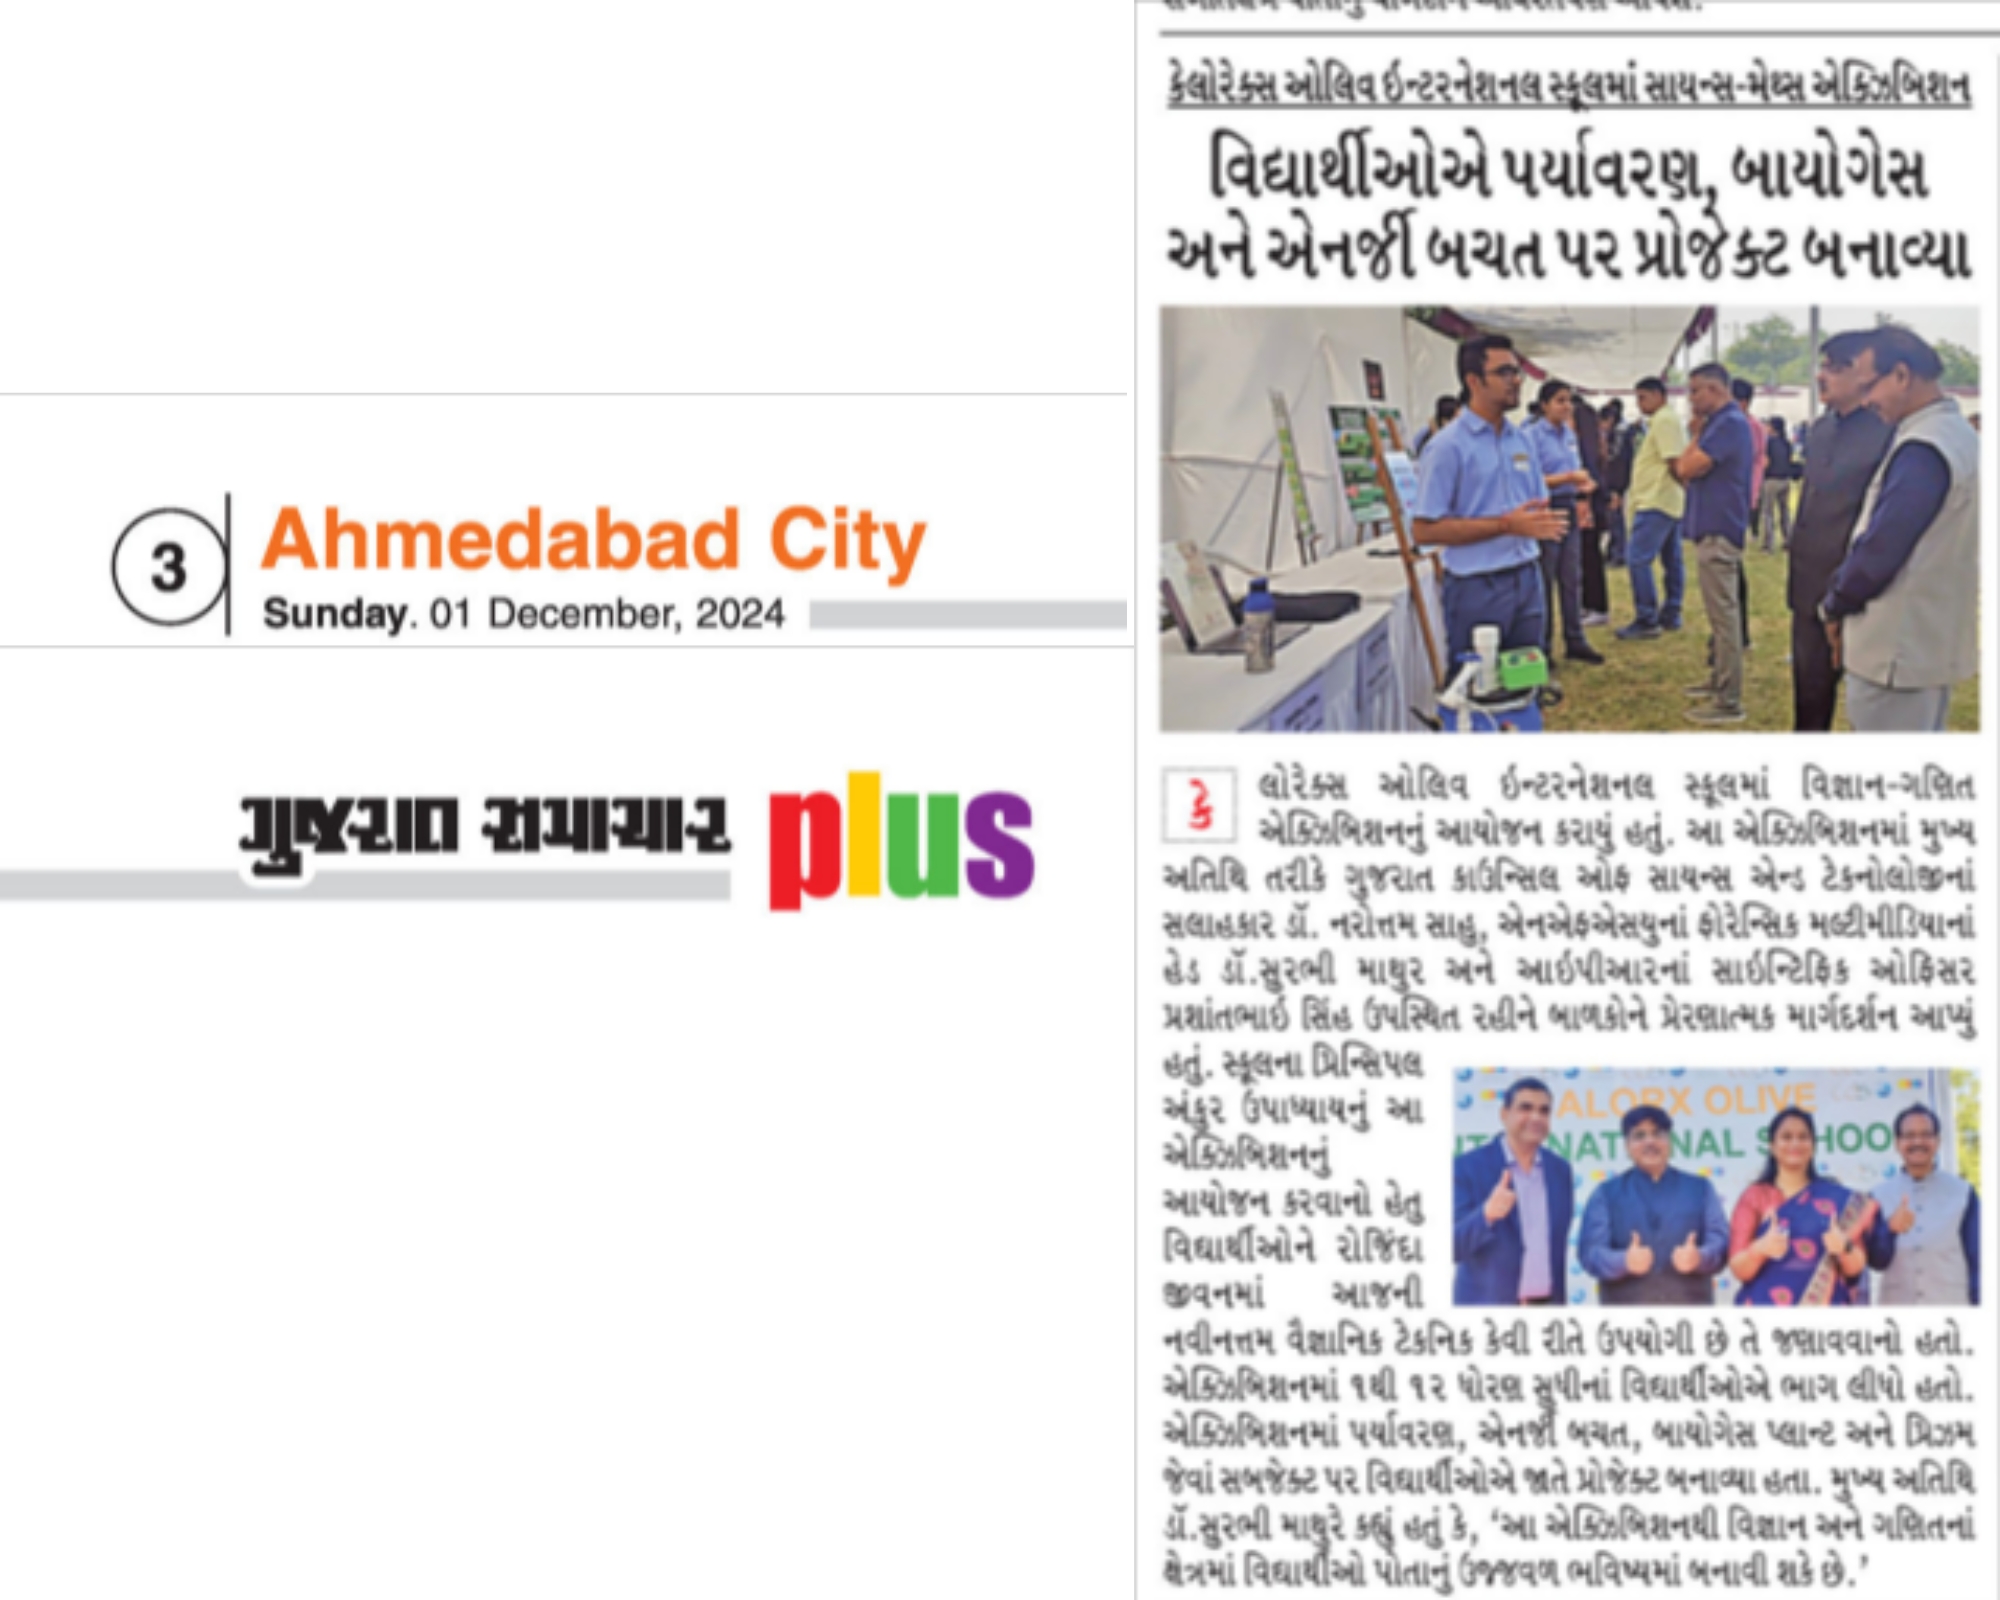 3
Ahmedabad City
Sunday. 01 December, 2024
ગુજરાત સમાચાર plus
કેલોરેક્સ ઓલિવ ઇન્ટરનેશનલ સ્કૂલમાં સાયન્સ-મેથ્સ એક્ઝિબિશન
વિદ્યાર્થીઓએ પર્યાવરણ, બાયોગેસ
અને એનર્જી બચત પર પ્રોજેક્ટ બનાવ્યા
કેલોરેક્સ ઓલિવ ઇન્ટરનેશનલ સ્કૂલમાં વિજ્ઞાન-ગણિત
એક્ઝિબિશનનું આયોજન કરાયું હતું. આ એક્ઝિબિશનમાં મુખ્ય
અતિથિ તરીકે ગુજરાત કાઉન્સિલ ઓફ સાયન્સ એન્ડ ટેકનોલોજીનાં
સલાહકાર ડૉ. નરોત્તમ સાહુ, એનએફએસયુનાં ફોરેન્સિક મલ્ટીમીડિયાનાં
હેડ ડૉ.સુરભી માથુર અને આઇપીઆરનાં સાઇન્ટિફિક ઓફિસર
પ્રશાંતભાઇ સિંહ ઉપસ્થિત રહીને બાળકોને પ્રેરણાત્મક માર્ગદર્શન આપ્યું
હતું. સ્કૂલના પ્રિન્સિપલ
અંકુર ઉપાધ્યાયનું આ
એક્ઝિબિશનનું
આયોજન કરવાનો હેતુ
વિદ્યાર્થીઓને રોજિંદા
જીવનમાં આજની
ALORX OLIVE
NATIONAL SCHOO
નવીનત્તમ વૈજ્ઞાનિક ટેકનિક કેવી રીતે ઉપયોગી છે તે જણાવવાનો હતો.
એક્ઝિબિશનમાં ૧થી ૧૨ ધોરણ સુધીનાં વિદ્યાર્થીઓએ ભાગ લીધો હતો.
એક્ઝિબિશનમાં પર્યાવરણ, એનર્જી બચત, બાયોગેસ પ્લાન્ટ અને પ્રિઝમ
જેવાં સબજેક્ટ પર વિદ્યાર્થીઓએ જાતે પ્રોજેક્ટ બનાવ્યા હતા. મુખ્ય અતિથિ
ડૉ.સુરભી માથુરે કહ્યું હતું કે, 'આ એક્ઝિબિશનથી વિજ્ઞાન અને ગણિતનાં
ક્ષેત્રમાં વિદ્યાર્થીઓ પોતાનું ઉજ્જવળ ભવિષ્યમાં બનાવી શકે છે.'